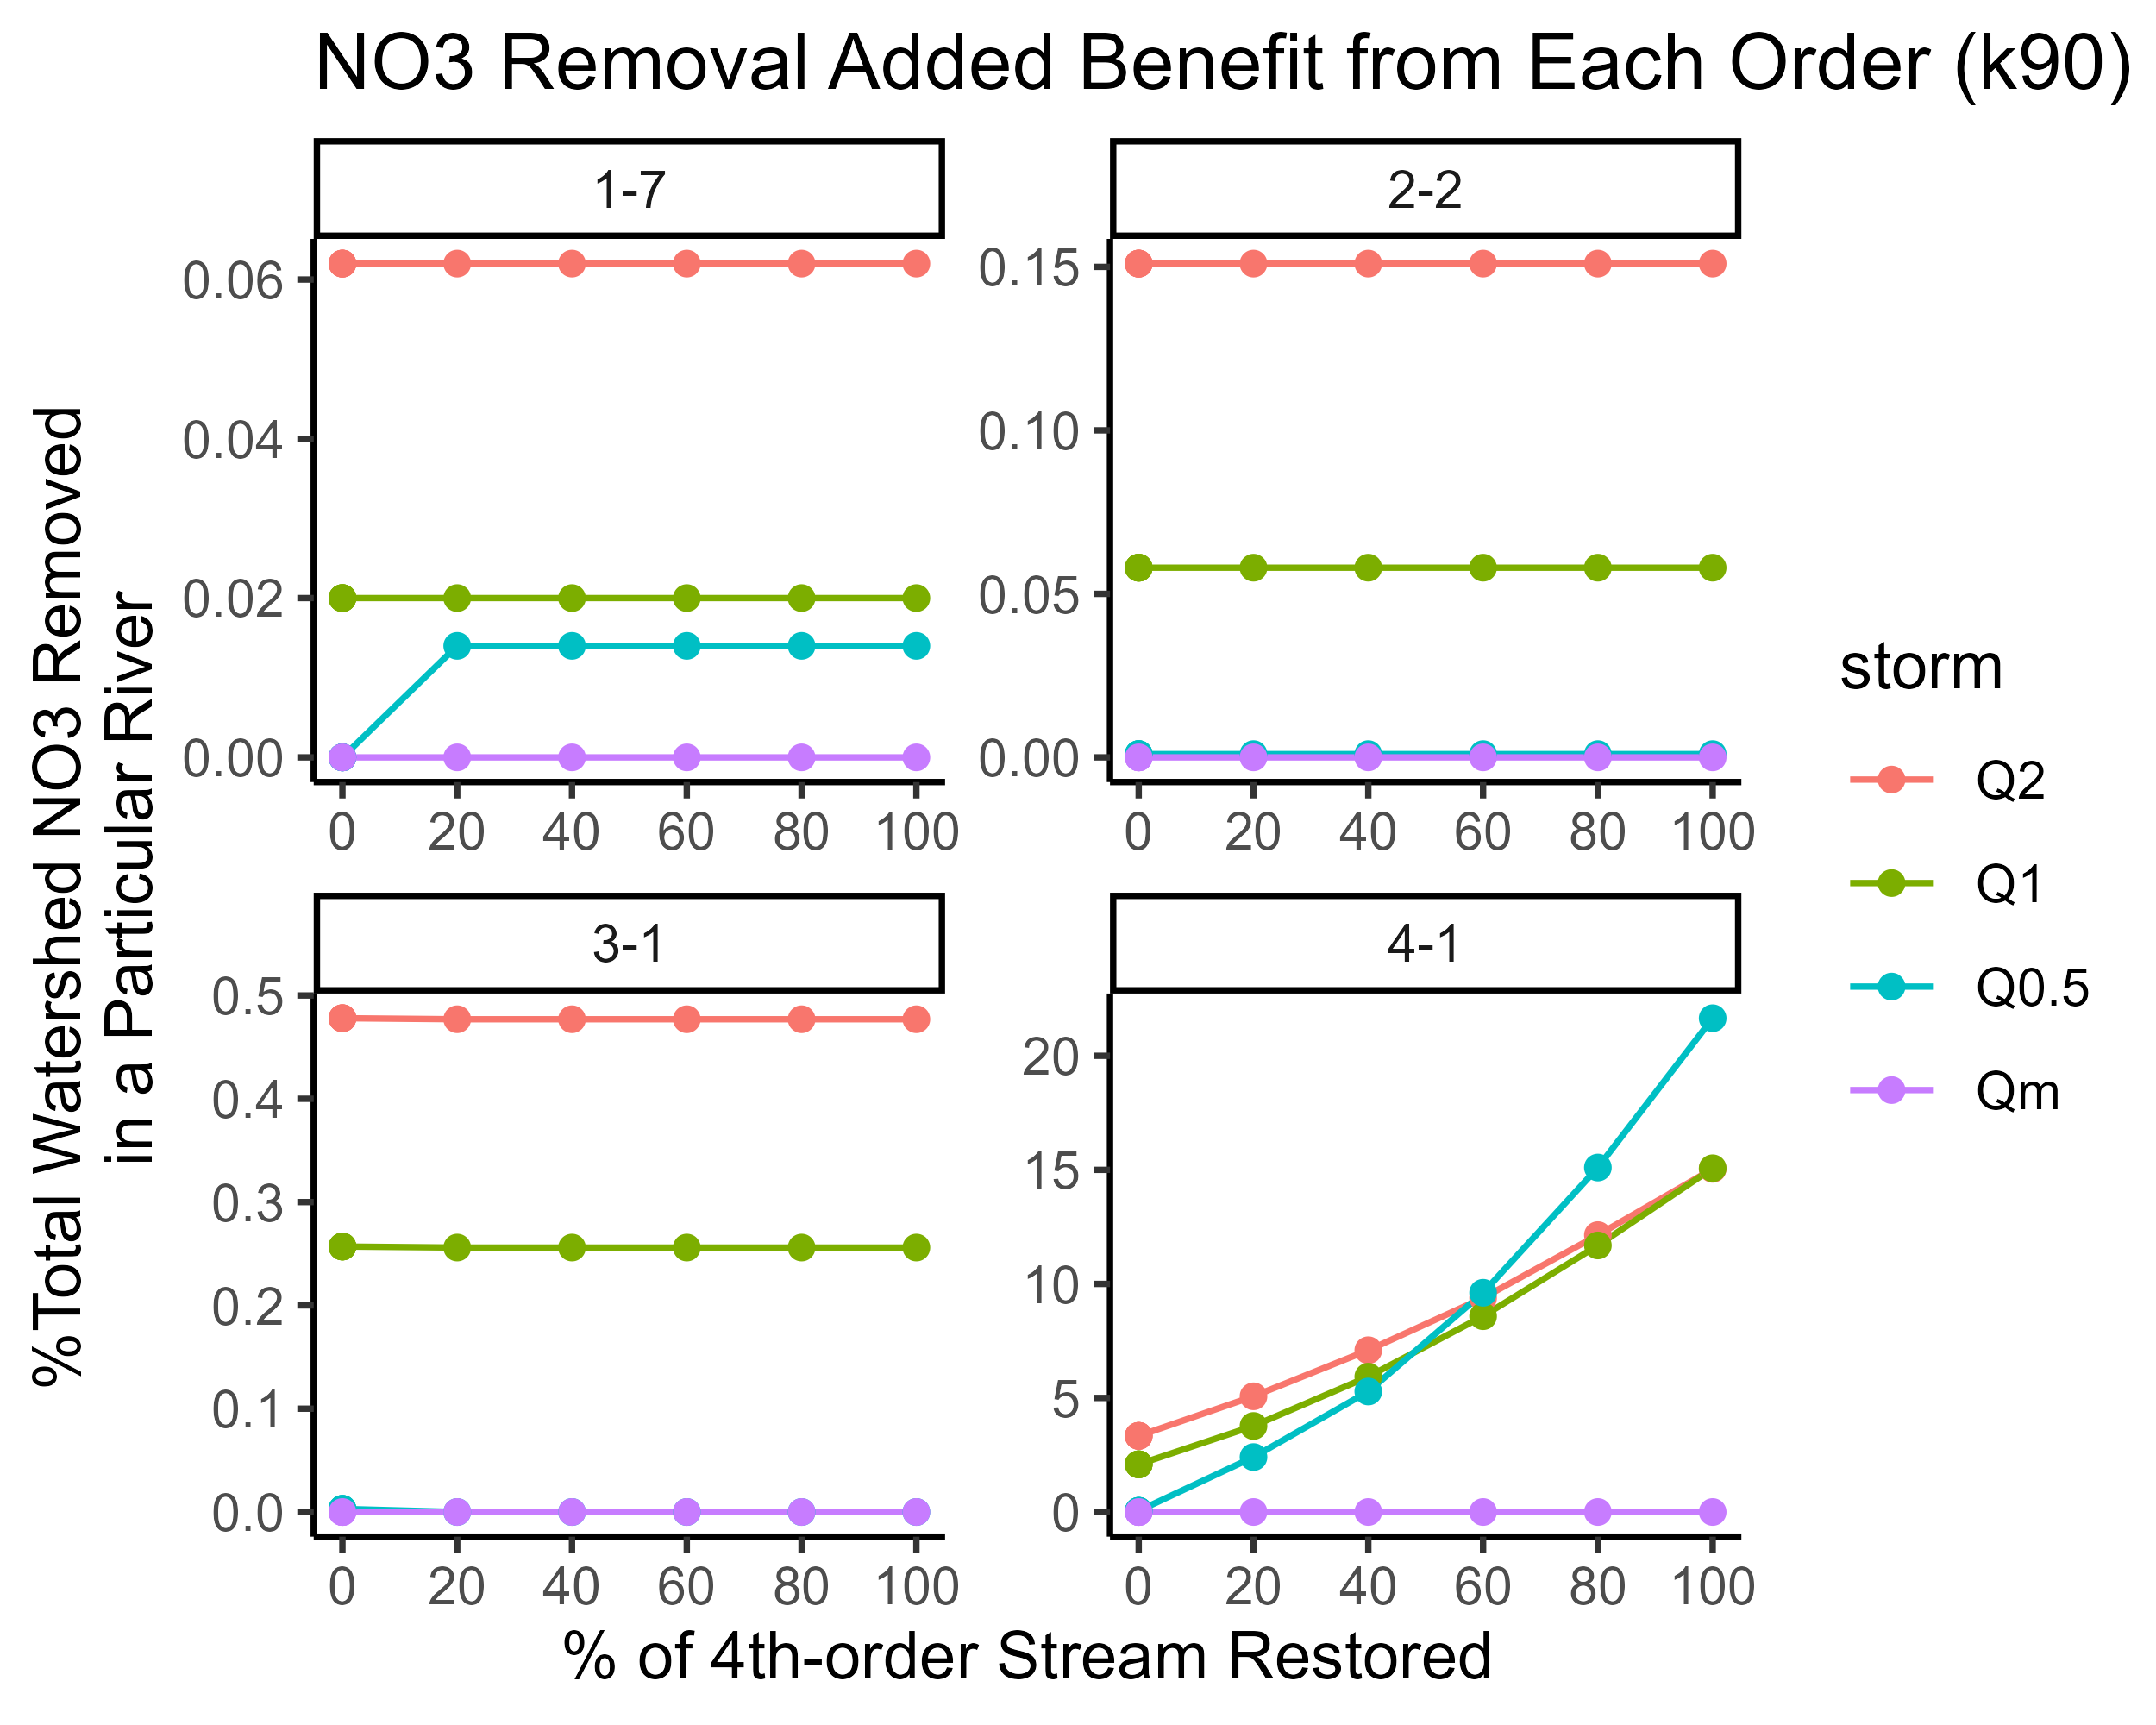 NO3 Removal Added Benefit from Each Order (k90)
%Total Watershed NO3 Removed
in a Particular River
1-7
0.06
0.04
0.02
0.00
0 20 40 60 80 100
2-2
0.15
0.10
0.05
0.00
0 20 40 60 80 100
3-1
0.5
0.4
0.3
0.2
0.1
0.0
0 20 40 60 80 100
4-1
20
15
10
5
0
0 20 40 60 80 100
% of 4th-order Stream Restored
storm
Q2
Q1
Q0.5
Qm